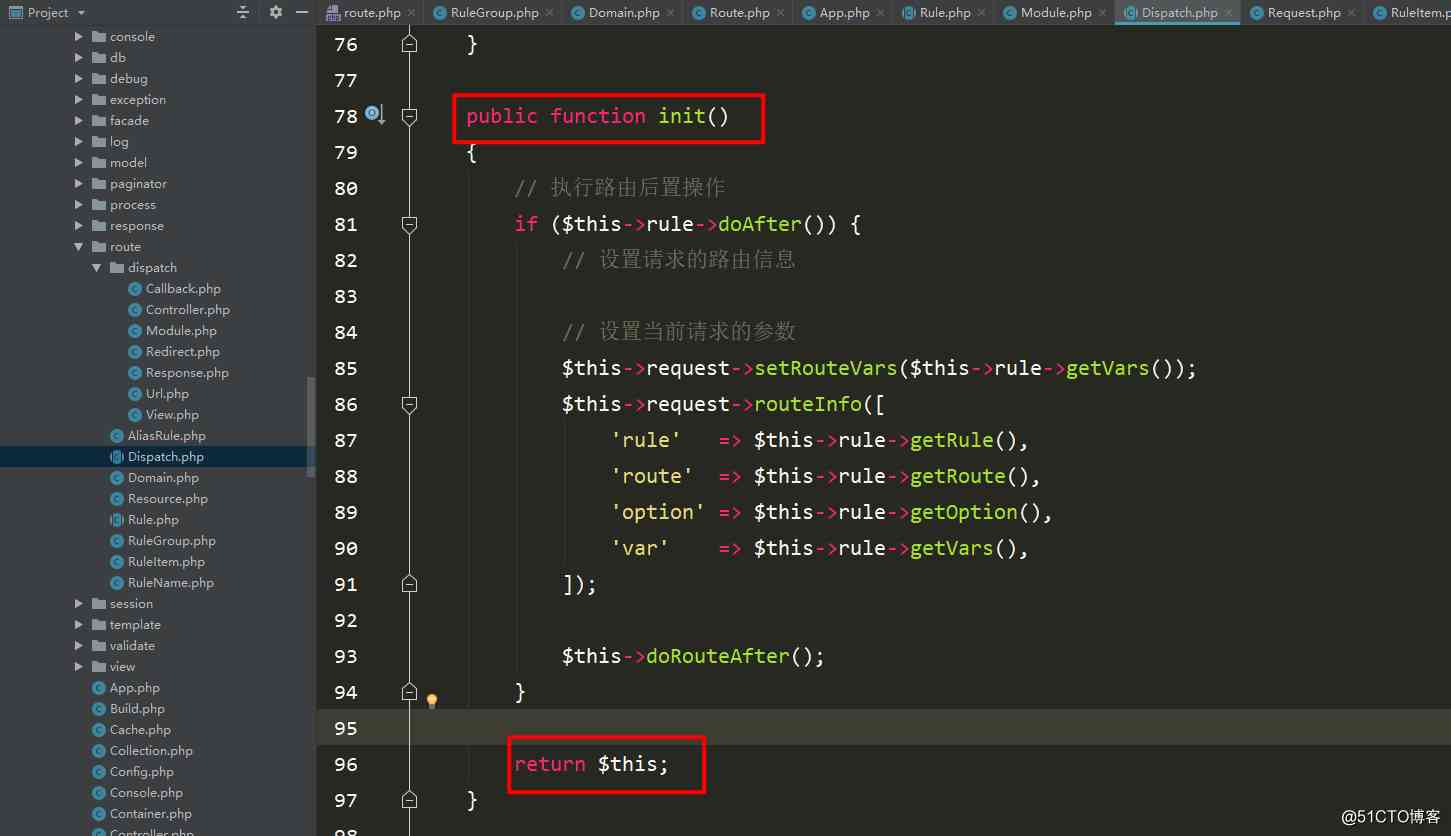 Project
route.php
RuleGroup.php
Domain.php
Route.php
App.php
Rule.php
Module.php
Dispatch.php
Request.php
RuleItem.p
console
db
debug
exception
facade
log
model
paginator
process
response
route
dispatch
Callback.php
Controller.php
Module.php
Redirect.php
Response.php
Url.php
View.php
AliasRule.php
Dispatch.php
Domain.php
Resource.php
Rule.php
RuleGroup.php
RuleItem.php
RuleName.php
session
template
validate
view
App.php
Build.php
Cache.php
Collection.php
Config.php
Console.php
Container.php
Controller.php
76 }
77
78 public function init()
79 {
80 // 执行路由后置操作
81 if ($this->rule->doAfter()) {
82 // 设置请求的路由信息
83
84 // 设置当前请求的参数
85 $this->request->setRouteVars($this->rule->getVars());
86 $this->request->routeInfo([
87 'rule' => $this->rule->getRule(),
88 'route' => $this->rule->getRoute(),
89 'option' => $this->rule->getOption(),
90 'var' => $this->rule->getVars(),
91 ]);
92
93 $this->doRouteAfter();
94 }
95
96 return $this;
97 }
98
@51CTO博客